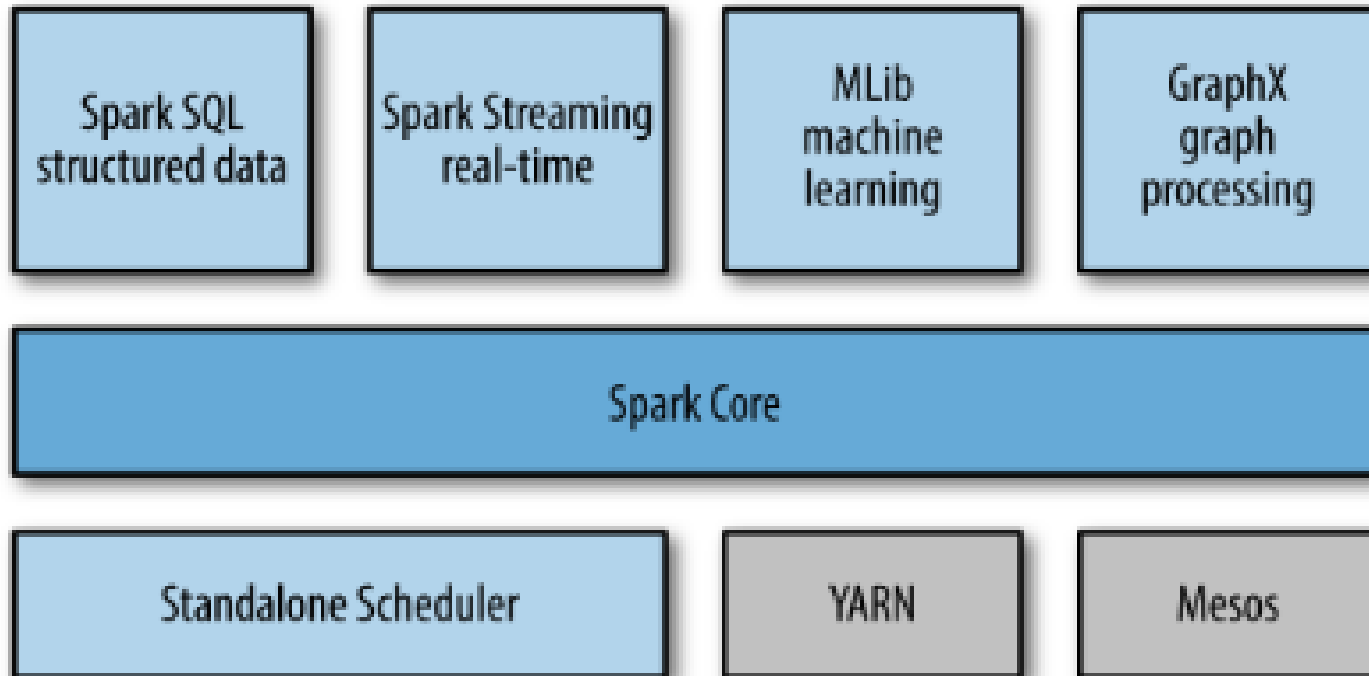 Spark SQL
structured data
Spark Streaming
real-time
MLib
machine
learning
GraphX
graph
processing
Spark Core
Standalone Scheduler
YARN
Mesos